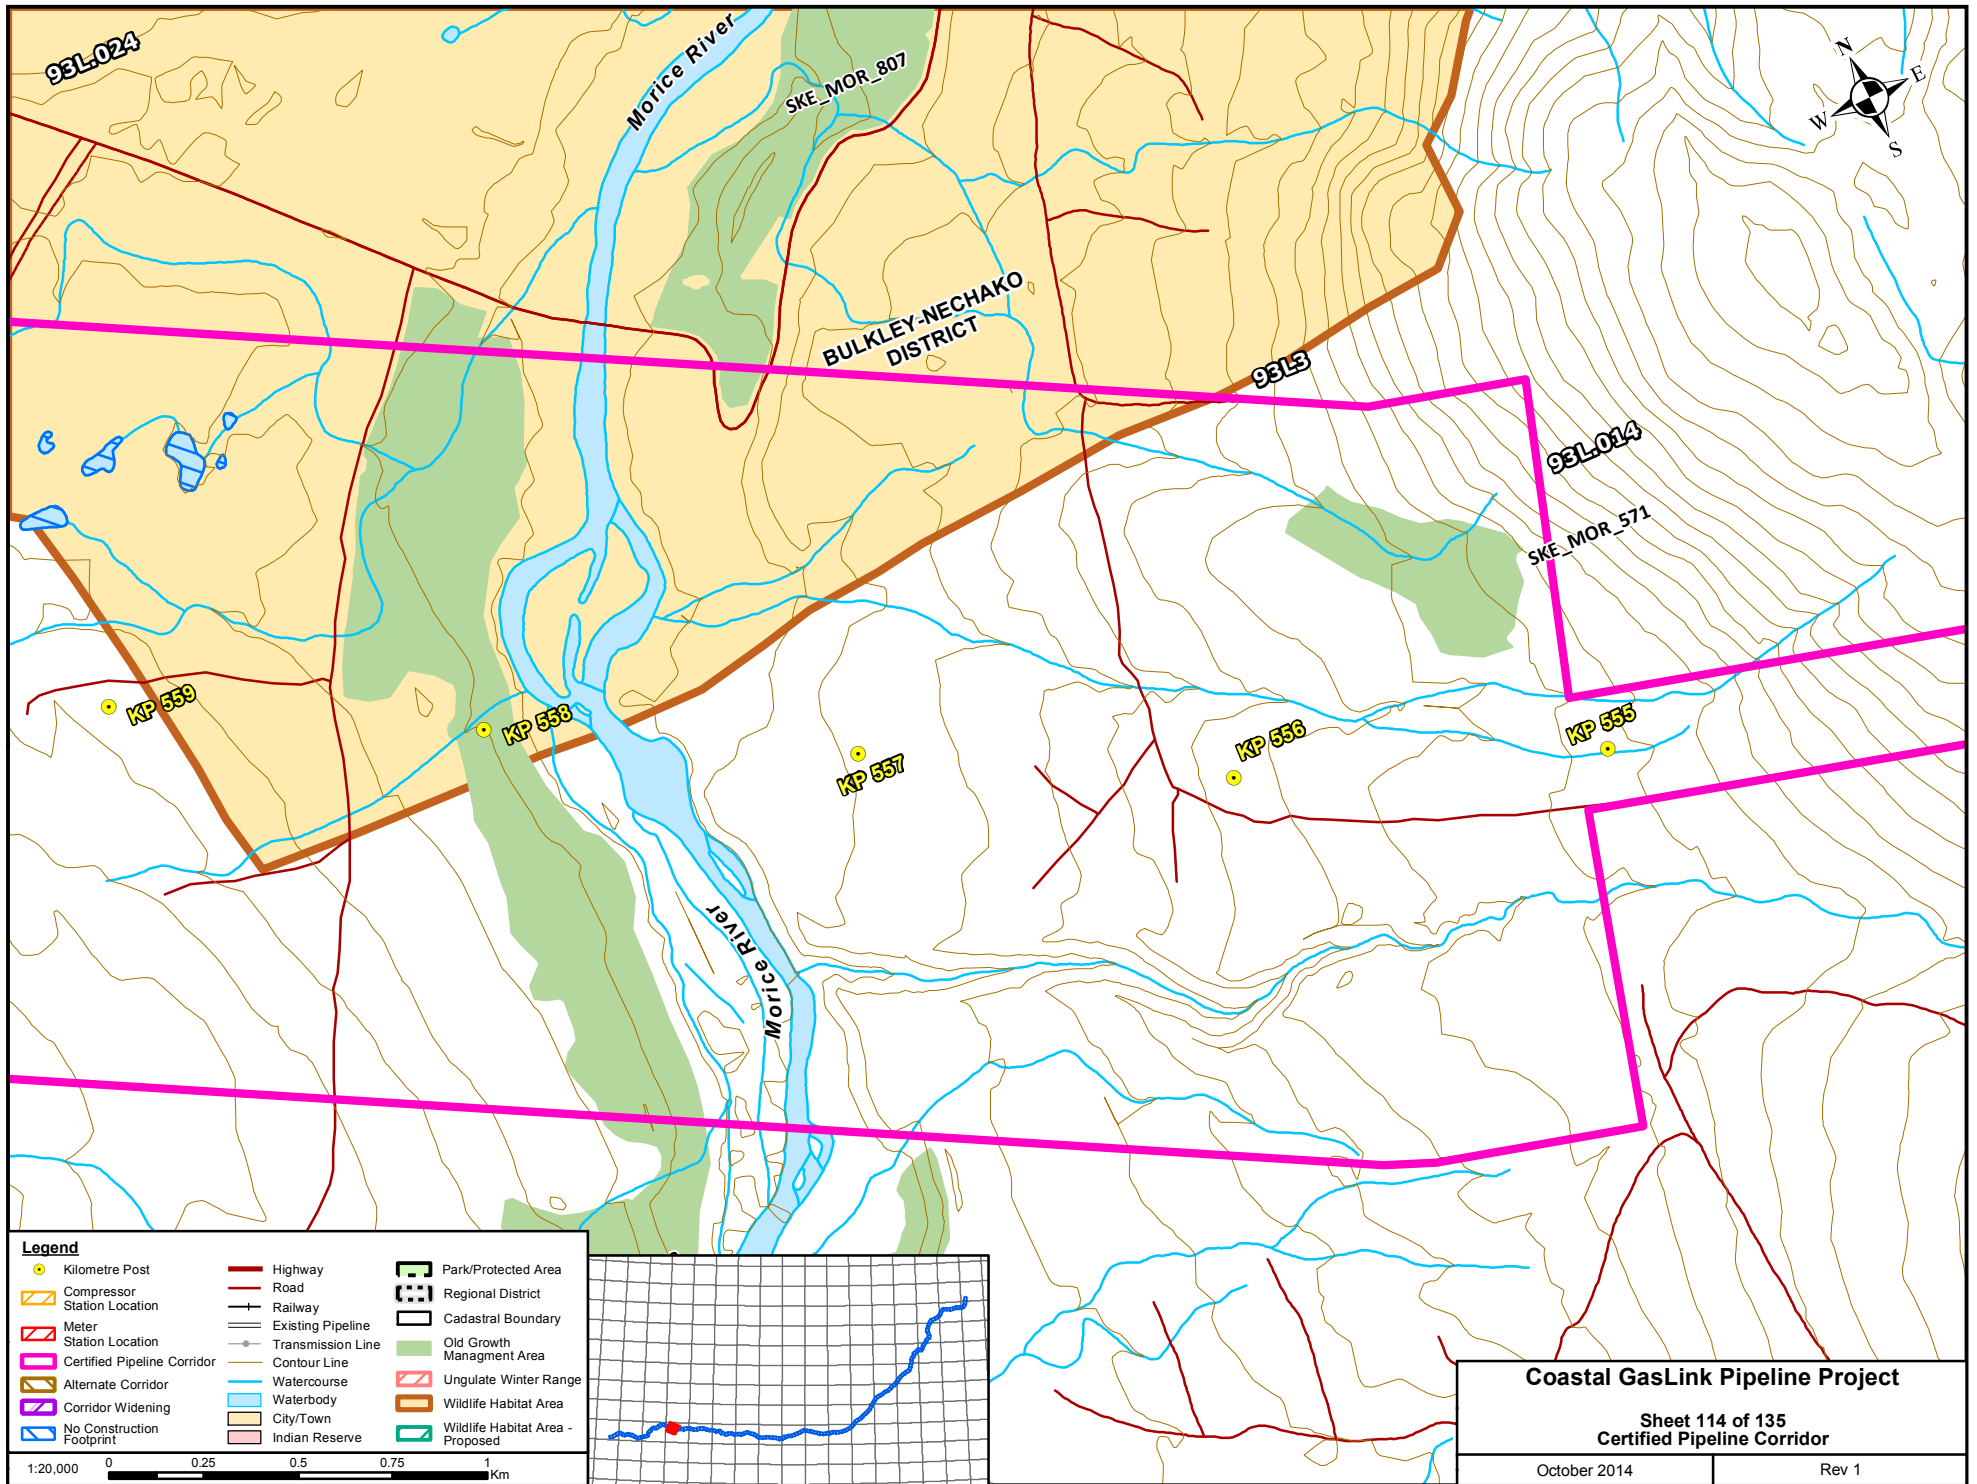 93L.024
Morice River
SKE_MOR_807
N
E
W
S
BULKLEY-NECHAKO
DISTRICT
93L3
93L.014
SKE_MOR_571
KP 559
KP 558
KP 557
KP 556
KP 555
Morice River
Legend
Kilometre Post
Compressor
Station Location
Meter
Station Location
Certified Pipeline Corridor
Alternate Corridor
Corridor Widening
No Construction
Footprint
Highway
Road
Railway
Existing Pipeline
Transmission Line
Contour Line
Watercourse
Waterbody
City/Town
Indian Reserve
Park/Protected Area
Regional District
Cadastral Boundary
Old Growth
Managment Area
Ungulate Winter Range
Wildlife Habitat Area
Wildlife Habitat Area -
Proposed
1:20,000
0 0.25 0.5 0.75 1
Km
Coastal GasLink Pipeline Project
Sheet 114 of 135
Certified Pipeline Corridor
October 2014
Rev 1